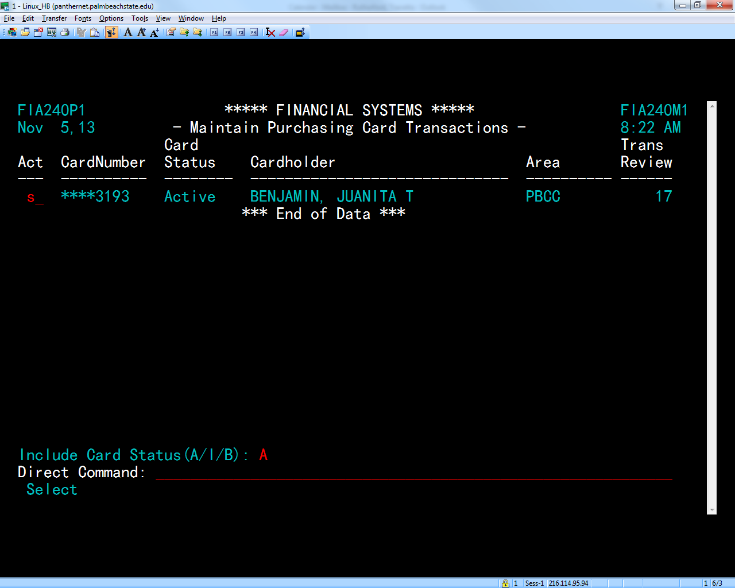 1 - Linux_HB (panthernet.palmbeachstate.edu)
File Edit Transfer Fonts Options Tools View Window Help
FIA240P1 ***** FINANCIAL SYSTEMS ***** FIA240M1
Nov 5,13 - Maintain Purchasing Card Transactions - 8:22 AM
Card Trans
Act CardNumber Status Cardholder Area Review
--- ---------- -------- ------------------------------ ---------- ------
s_ ****3193 Active BENJAMIN, JUANITA T PBCC 17
*** End of Data ***
Include Card Status(A/I/B): A
Direct Command:
Select
1 Sess-1 216.114.95.94 1 6/3